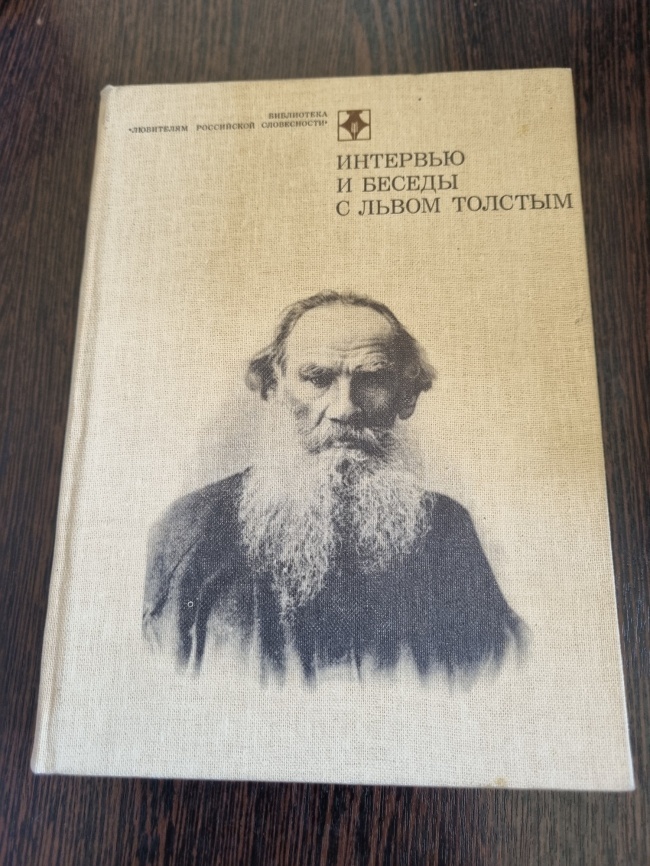 БИБЛИОТЕКА
«ЛЮБИТЕЛЯМ РОССИЙСКОЙ СЛОВЕСНОСТИ»
ИНТЕРВЬЮ
И БЕСЕДЫ
С ЛЬВОМ ТОЛСТЫМ